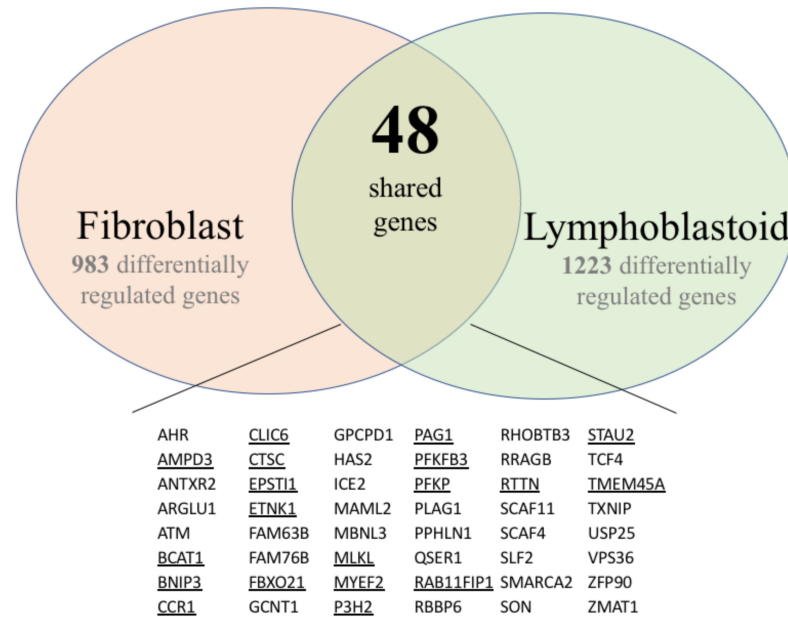 48
shared
genes
Fibroblast
983 differentially
regulated genes
Lymphoblastoid
1223 differentially
regulated genes
AHR CLIC6 GPCPD1 PAG1 RHOBTB3 STAU2
AMPD3 CTSC HAS2 PFKFB3 RRAGB TCF4
ANTXR2 EPSTI1 ICE2 PFKP RTTN TMEM45A
ARGLU1 ETNK1 MAML2 PLAG1 SCAF11 TXNIP
ATM FAM63B MBNL3 PPHLN1 SCAF4 USP25
BCAT1 FAM76B MLKL QSER1 SLF2 VPS36
BNIP3 FBXO21 MYEF2 RAB11FIP1 SMARCA2 ZFP90
CCR1 GCNT1 P3H2 RBBP6 SON ZMAT1